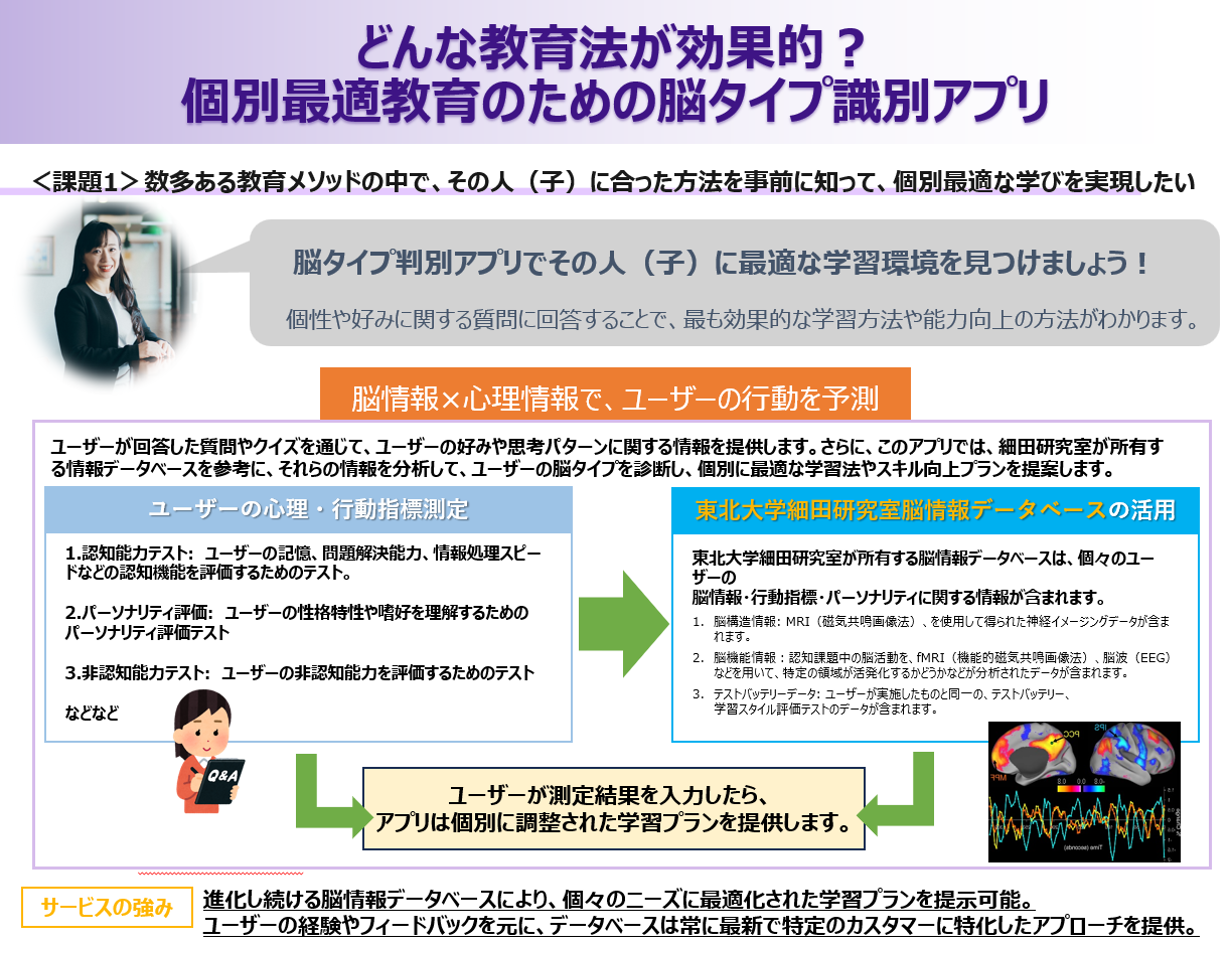 どんな教育法が効果的？
個別最適教育のための脳タイプ識別アプリ
＜課題1＞数多ある教育メソッドの中で、その人（子）に合った方法を事前に知って、個別最適な学びを実現したい
脳タイプ判別アプリでその人（子）に最適な学習環境を見つけましょう！
個性や好みに関する質問に回答することで、最も効果的な学習方法や能力向上の方法がわかります。
脳情報×心理情報で、ユーザーの行動を予測
ユーザーが回答した質問やクイズを通じて、ユーザーの好みや思考パターンに関する情報を提供します。さらに、このアプリでは、細田研究室が所有す
る情報データベースを参考に、それらの情報を分析して、ユーザーの脳タイプを診断し、個別に最適な学習法やスキル向上プランを提案します。
ユーザーの心理・行動指標測定
1.認知能力テスト: ユーザーの記憶、問題解決能力、情報処理スピー
ドなどの認知機能を評価するためのテスト。
2.パーソナリティ評価: ユーザーの性格特性や嗜好を理解するための
パーソナリティ評価テスト
3.非認知能力テスト: ユーザーの非認知能力を評価するためのテスト
などなど
Q&A
東北大学細田研究室脳情報データベースの活用
東北大学細田研究室が所有する脳情報データベースは、個々のユー
ザーの
脳情報・行動指標・パーソナリティに関する情報が含まれます。
1. 脳構造情報: MRI（磁気共鳴画像法）、を使用して得られた神経イメージングデータが含ま
れます。
2. 脳機能情報：認知課題中の脳活動を、fMRI（機能的磁気共鳴画像法）、脳波（EEG）
などを用いて、特定の領域が活発化するかどうかなどが分析されたデータが含まれます。
3. テストバッテリーデータ: ユーザーが実施したものと同一の、テストバッテリー、
学習スタイル評価テストのデータが含まれます。
PCC
IPS
MPF
0.8 0.0 -0.8
Time (seconds)
ユーザーが測定結果を入力したら、
アプリは個別に調整された学習プランを提供します。
サービスの強み
進化し続ける脳情報データベースにより、個々のニーズに最適化された学習プランを提示可能。
ユーザーの経験やフィードバックを元に、データベースは常に最新で特定のカスタマーに特化したアプローチを提供。